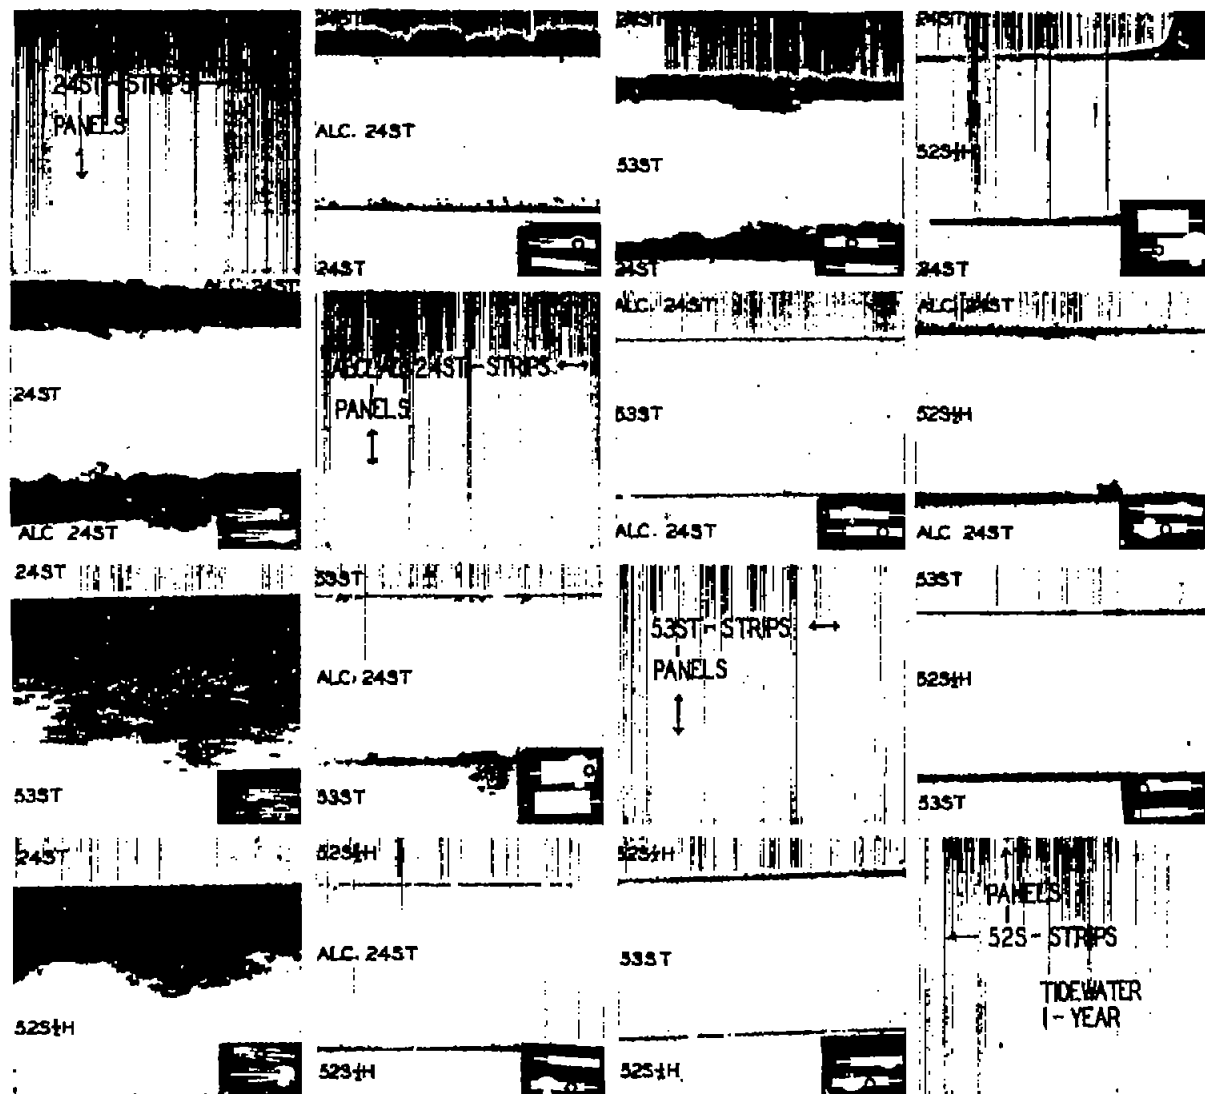 24ST - STRIPS
PANELS
24ST
ALC. 24ST
24ST
24ST
53ST
24ST
24ST
52S½H
24ST
ALC. 24ST
24ST
ALC 24ST
ALCLAD 24ST - STRIPS
PANELS
ALC. 24ST
53ST
ALC. 24ST
ALC. 24ST
52S½H
ALC 24ST
24ST
53ST
53ST
ALC. 24ST
53ST
53ST - STRIPS
PANELS
53ST
52S½H
53ST
24ST
52S½H
52S½H
ALC. 24ST
52S½H
52S½H
53ST
52S½H
PANELS
52S - STRIPS
TIDEWATER
1 - YEAR